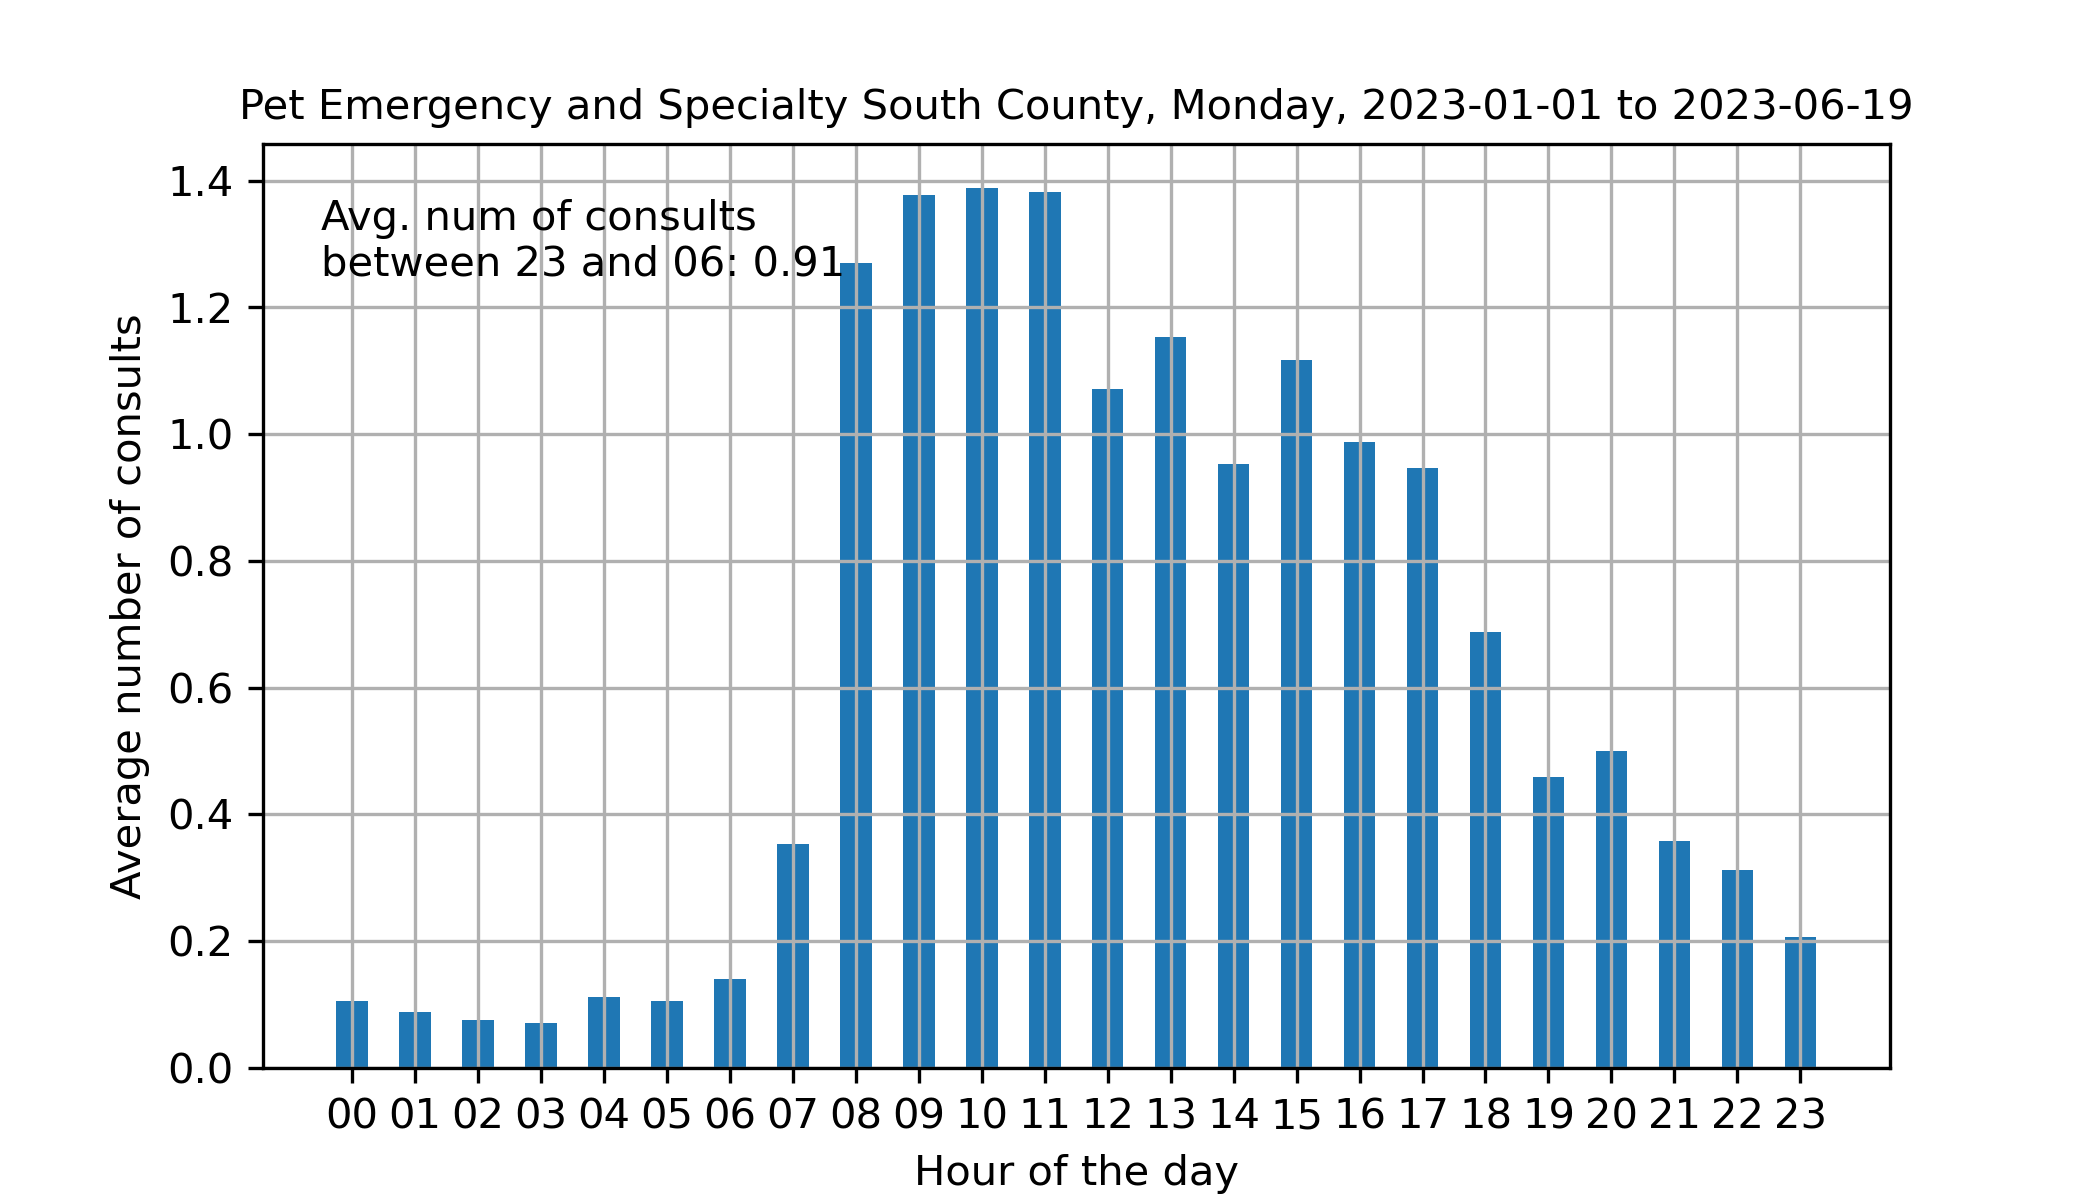 Pet Emergency and Specialty South County, Monday, 2023-01-01 to 2023-06-19
Avg. num of consults
between 23 and 06: 0.91
Average number of consults
1.4
1.2
1.0
0.8
0.6
0.4
0.2
0.0
00 01 02 03 04 05 06 07 08 09 10 11 12 13 14 15 16 17 18 19 20 21 22 23
Hour of the day